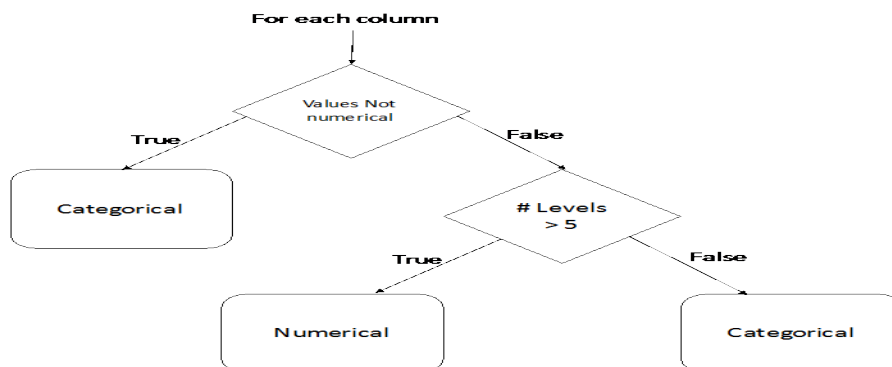 For each column
Values Not
numerical
True
False
Categorical
# Levels
> 5
True
False
Numerical
Categorical